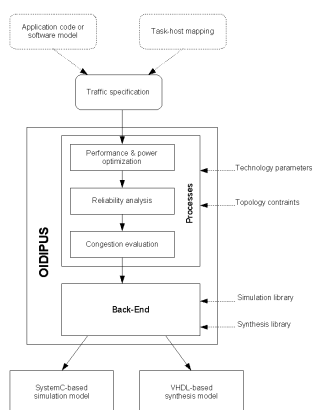 Application code or
software model
Task-host mapping
Traffic specification
Performance & power
optimization
Technology parameters
Reliability analysis
Topology contraints
Processes
Congestion evaluation
OIDIPUS
Back-End
Simulation library
Synthesis library
SystemC-based
simulation model
VHDL-based
synthesis model